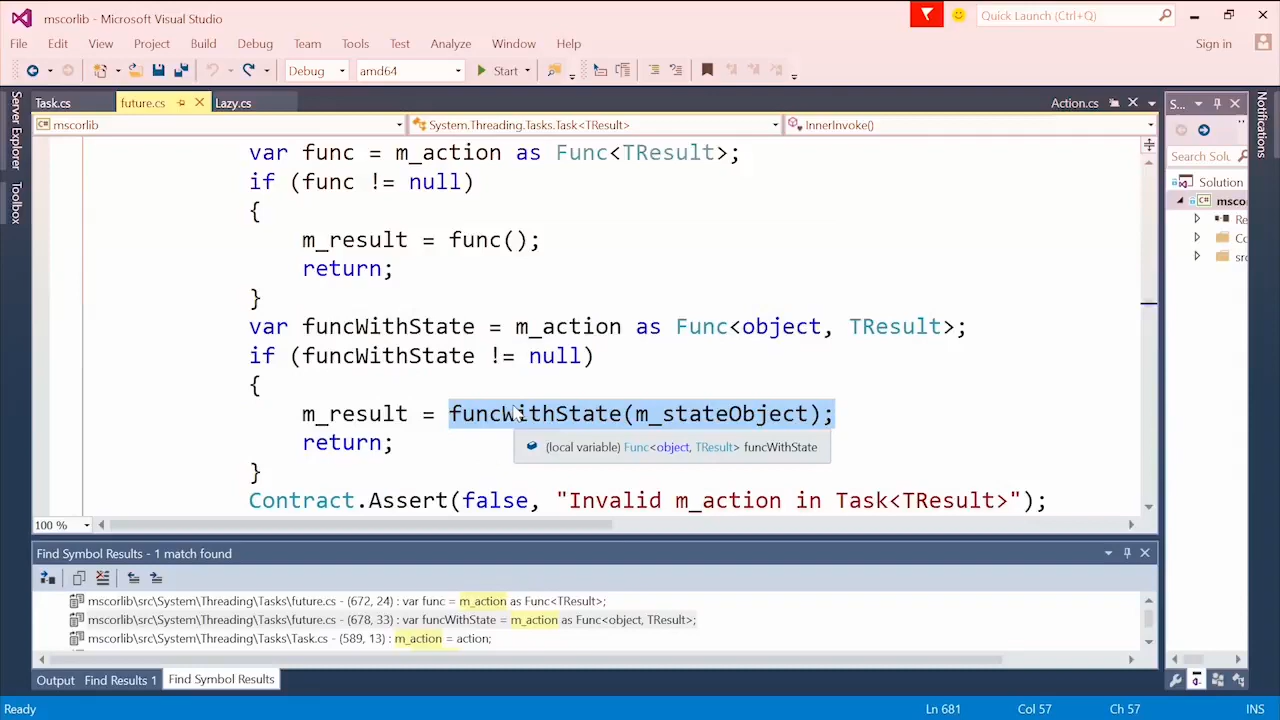 mscorlib - Microsoft Visual Studio
Quick Launch (Ctrl+Q)
File Edit View Project Build Debug Team Tools Test Analyze Window Help
Sign in
Debug amd64 Start
Task.cs future.cs Lazy.cs Action.cs S...
mscorlib System.Threading.Tasks.Task<TResult> InnerInvoke()
Server Explorer
Toolbox
Notifications
Search Solu
Solution
msco
Re
Co
src
var func = m_action as Func<TResult>;
if (func != null)
{
m_result = func();
return;
}
var funcWithState = m_action as Func<object, TResult>;
if (funcWithState != null)
{
m_result = funcWithState(m_stateObject);
return;
(local variable) Func<object, TResult> funcWithState
}
Contract.Assert(false, "Invalid m_action in Task<TResult>");
100 %
Find Symbol Results - 1 match found
mscorlib\src\System\Threading\Tasks\future.cs - (672, 24) : var func = m_action as Func<TResult>;
mscorlib\src\System\Threading\Tasks\future.cs - (678, 33) : var funcWithState = m_action as Func<object, TResult>;
mscorlib\src\System\Threading\Tasks\Task.cs - (589, 13) : m_action = action;
Output Find Results 1 Find Symbol Results
Ready Ln 681 Col 57 Ch 57 INS